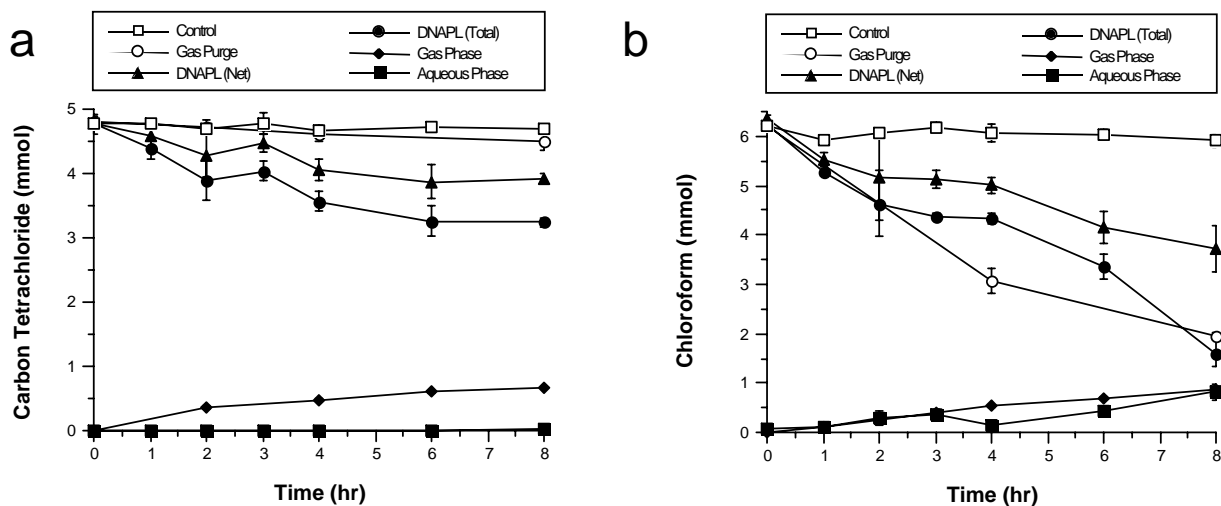 a
Control
Gas Purge
DNAPL (Net)
DNAPL (Total)
Gas Phase
Aqueous Phase
5
4
3
2
1
0
Carbon Tetrachloride (mmol)
0 1 2 3 4 5 6 7 8
Time (hr)
b
Control
Gas Purge
DNAPL (Net)
DNAPL (Total)
Gas Phase
Aqueous Phase
6
5
4
3
2
1
0
Chloroform (mmol)
0 1 2 3 4 5 6 7 8
Time (hr)